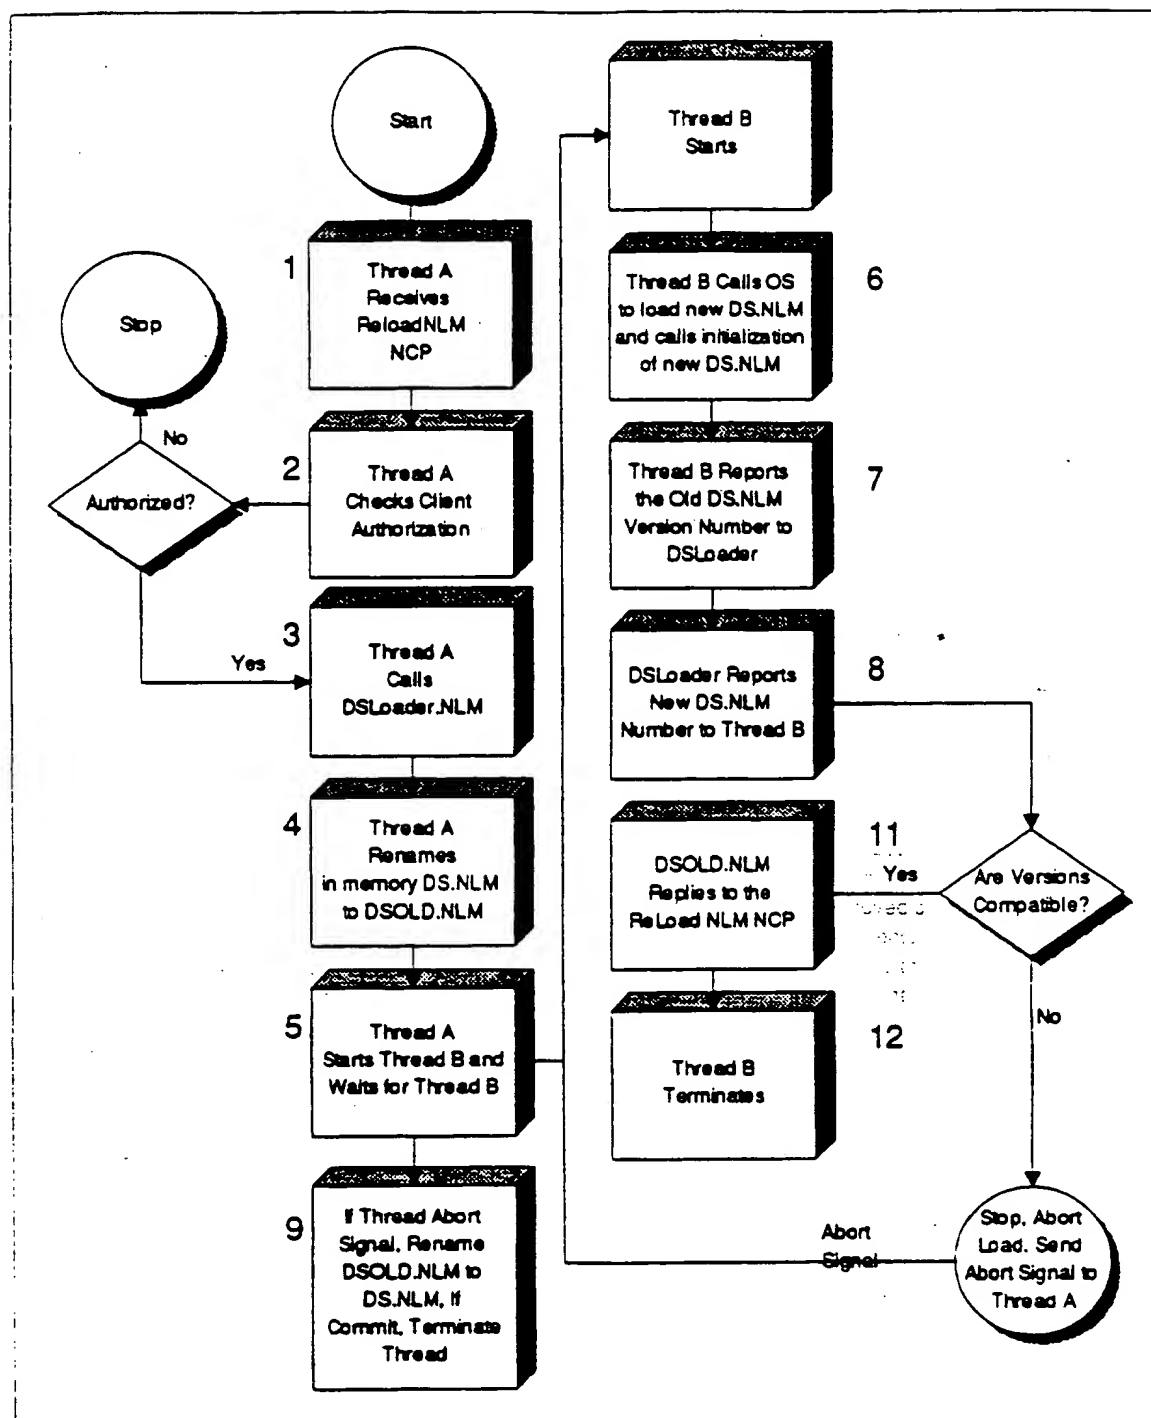 Start
1
Thread A
Receives
ReloadNLM
NCP
Stop
No
2
Thread A
Checks Client
Authorization
Authorized?
Yes
3
Thread A
Calls
DSLoader.NLM
4
Thread A
Renames
in memory DS.NLM
to DSOLD.NLM
5
Thread A
Starts Thread B and
Waits for Thread B
9
If Thread Abort
Signal, Rename
DSOLD.NLM to
DS.NLM, If
Commit, Terminate
Thread
Thread B
Starts
6
Thread B Calls OS
to load new DS.NLM
and calls initialization
of new DS.NLM
7
Thread B Reports
the Old DS.NLM
Version Number to
DSLoader
8
DSLoader Reports
New DS.NLM
Number to Thread B
11
DSOLD.NLM
Replies to the
ReLoad NLM NCP
Yes
Are Versions
Compatible?
No
12
Thread B
Terminates
Abort
Signal
Stop, Abort
Load. Send
Abort Signal to
Thread A